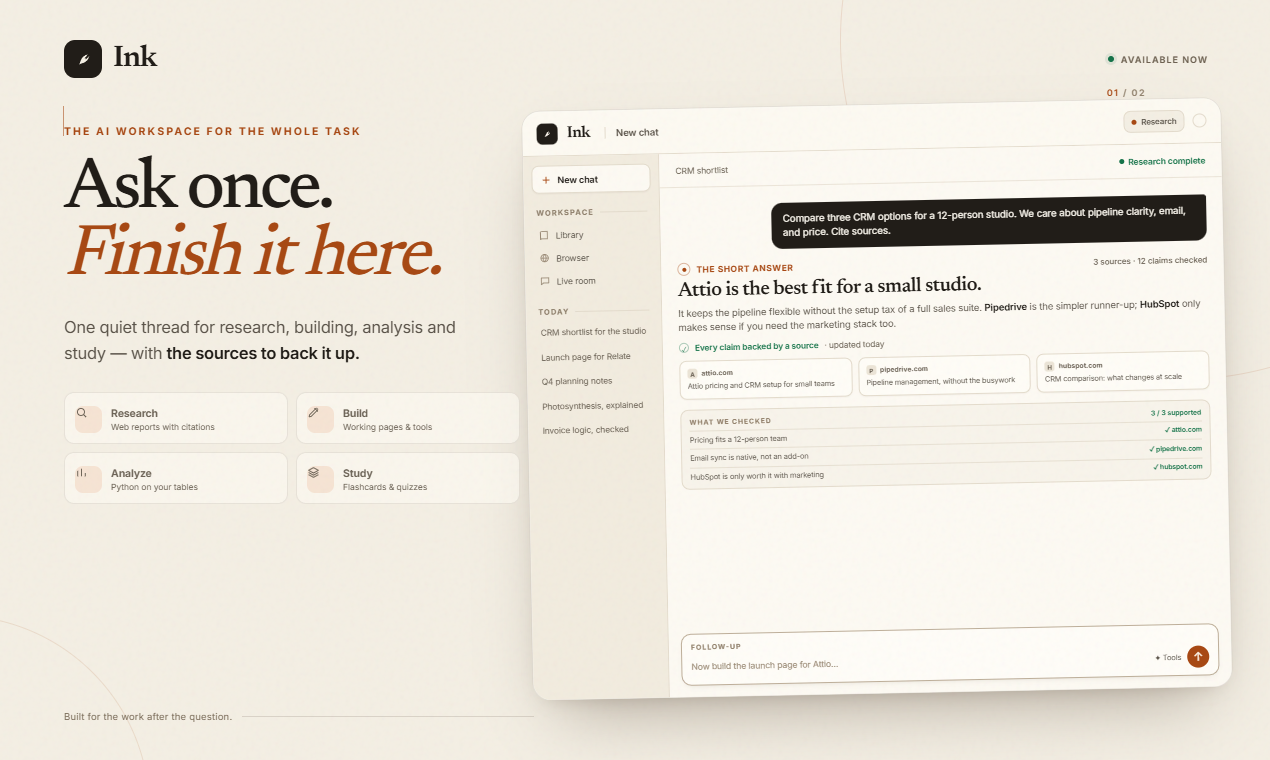 Ink
AVAILABLE NOW
01 / 02
THE AI WORKSPACE FOR THE WHOLE TASK
Ask once.
Finish it here.
One quiet thread for research, building, analysis and
study — with the sources to back it up.
Research
Web reports with citations
Build
Working pages & tools
Analyze
Python on your tables
Study
Flashcards & quizzes
Built for the work after the question.
Ink
New chat
Research
New chat
WORKSPACE
Library
Browser
Live room
TODAY
CRM shortlist for the studio
Launch page for Relate
Q4 planning notes
Photosynthesis, explained
Invoice logic, checked
CRM shortlist
Research complete
Compare three CRM options for a 12-person studio. We care about pipeline clarity, email,
and price. Cite sources.
THE SHORT ANSWER
3 sources · 12 claims checked
Attio is the best fit for a small studio.
It keeps the pipeline flexible without the setup tax of a full sales suite. Pipedrive is the simpler runner-up; HubSpot only
makes sense if you need the marketing stack too.
Every claim backed by a source · updated today
A attio.com
Attio pricing and CRM setup for small teams
P pipedrive.com
Pipeline management, without the busywork
H hubspot.com
CRM comparison: what changes at scale
WHAT WE CHECKED
3 / 3 supported
Pricing fits a 12-person team
✓ attio.com
Email sync is native, not an add-on
✓ pipedrive.com
HubSpot is only worth it with marketing
✓ hubspot.com
FOLLOW-UP
Now build the launch page for Attio...
✦ Tools